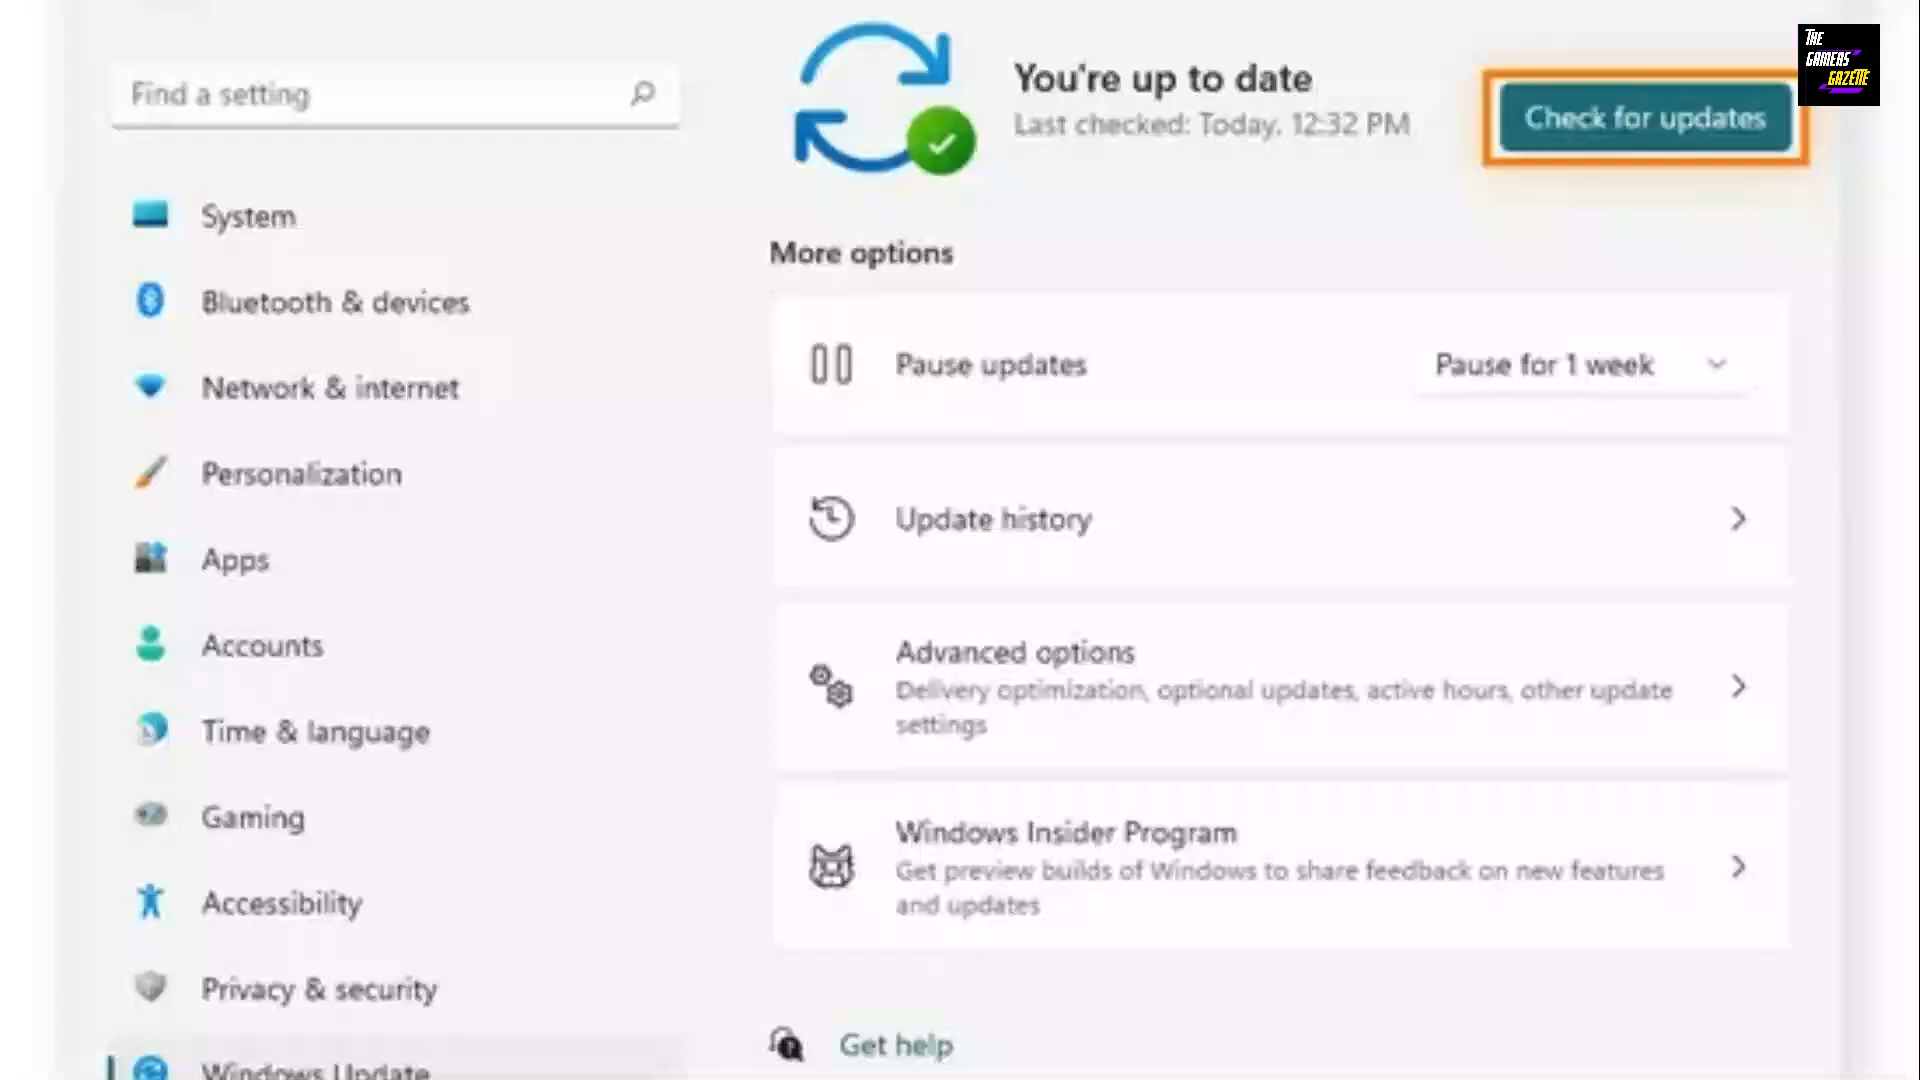 THE
GAMERS
GAZETTE
Find a setting
System
Bluetooth & devices
Network & internet
Personalization
Apps
Accounts
Time & language
Gaming
Accessibility
Privacy & security
Windows Update
You're up to date
Last checked: Today, 12:32 PM
Check for updates
More options
Pause updates
Pause for 1 week
Update history
Advanced options
Delivery optimization, optional updates, active hours, other update
settings
Windows Insider Program
Get preview builds of Windows to share feedback on new features
and updates
Get help